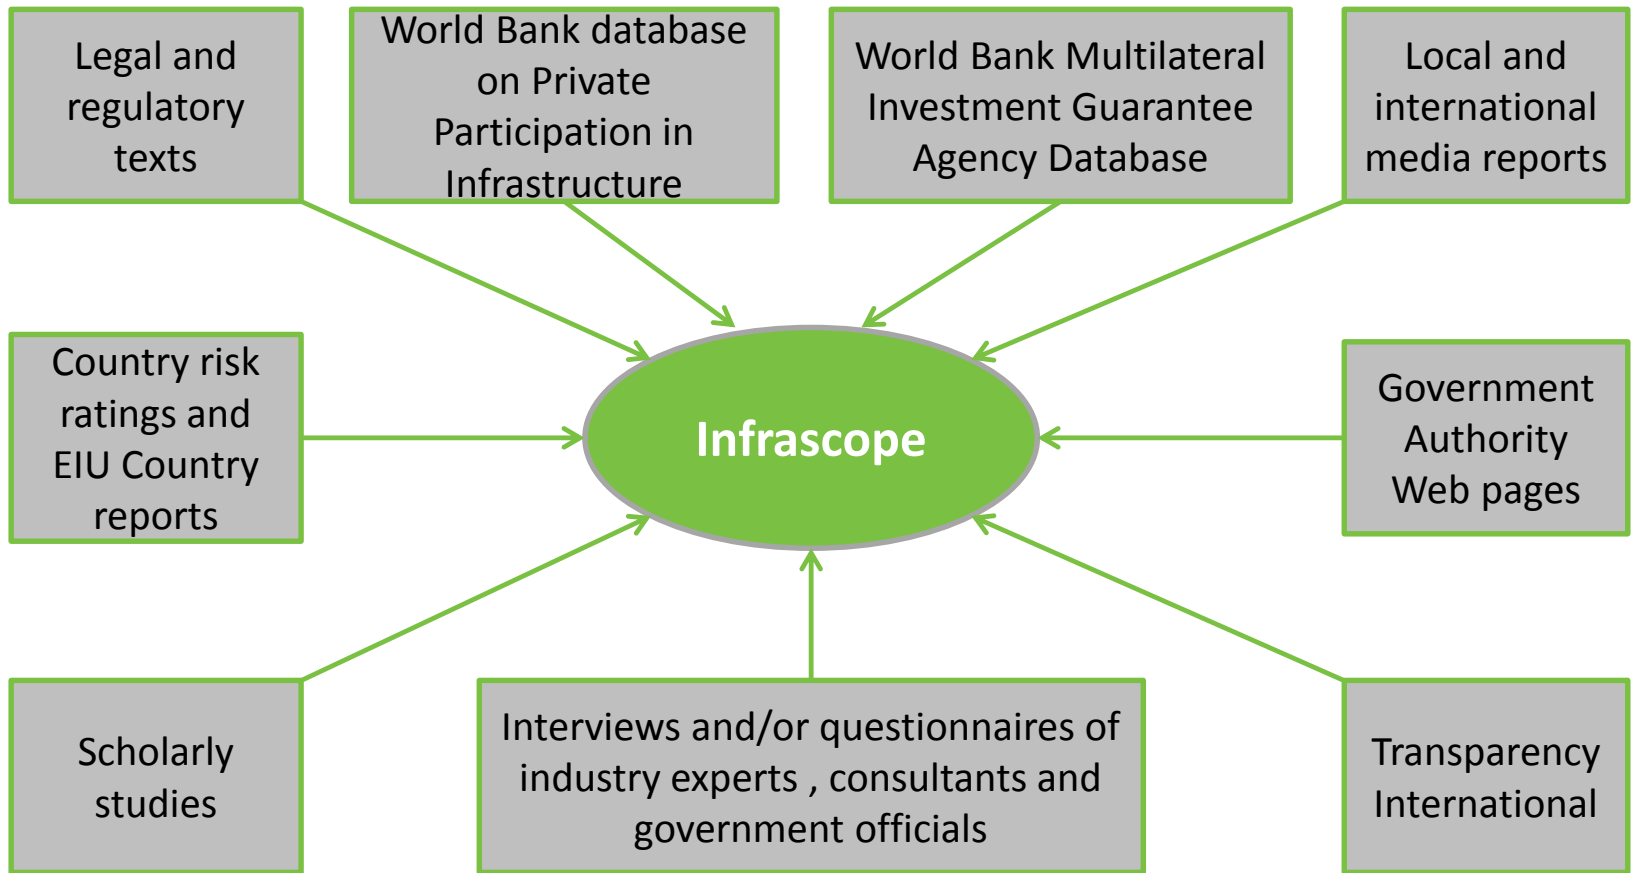 Legal and
regulatory
texts
World Bank database
on Private
Participation in
Infrastructure
World Bank Multilateral
Investment Guarantee
Agency Database
Local and
international
media reports
Country risk
ratings and
EIU Country
reports
Infrascope
Government
Authority
Web pages
Scholarly
studies
Interviews and/or questionnaires of
industry experts , consultants and
government officials
Transparency
International